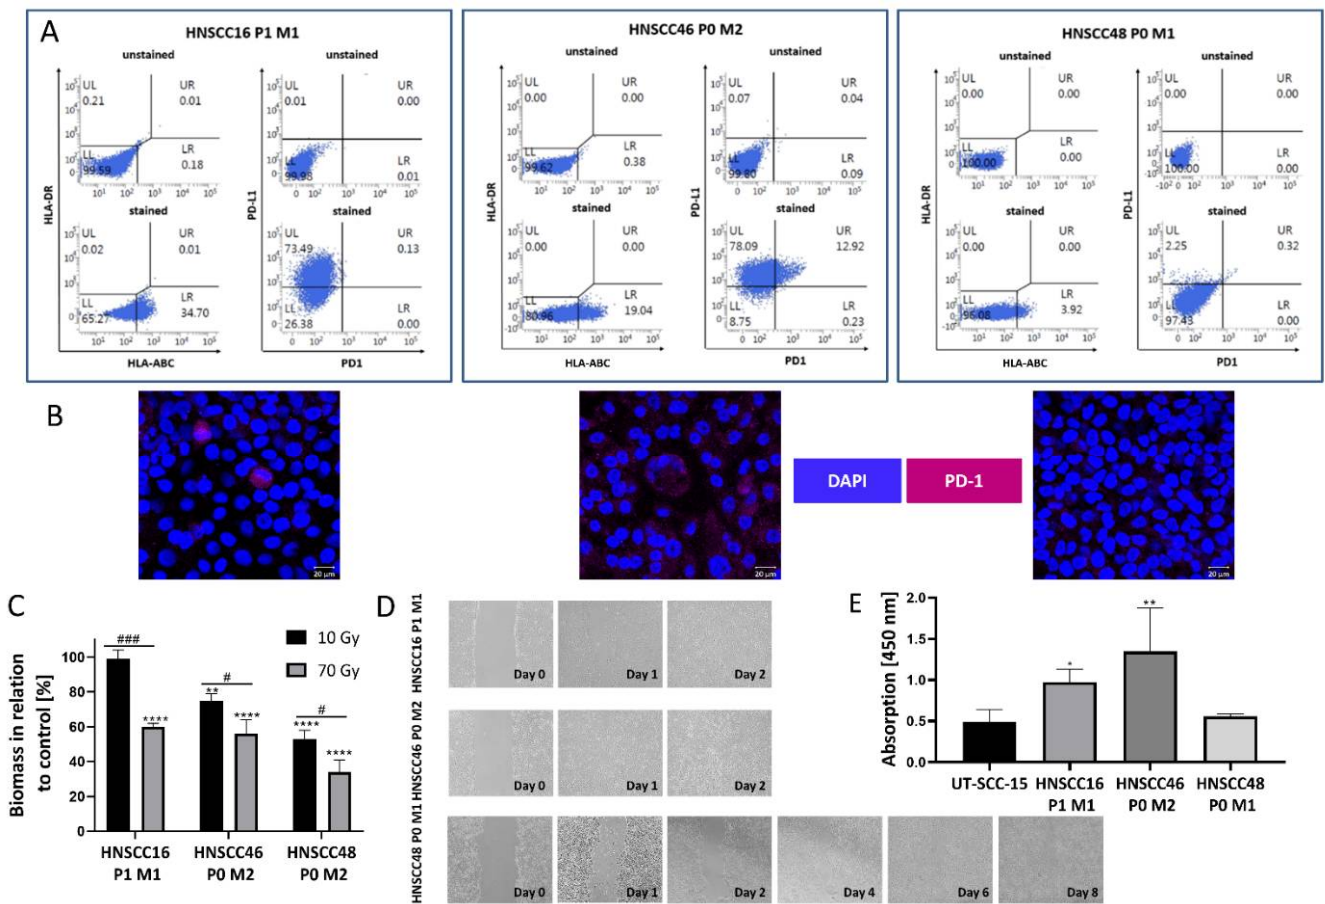 A
HNSCC16 P1 M1
unstained
unstained
UL
0.21
UR
0.01
LL
99.59
LR
0.18
UL
0.01
UR
0.00
LL
99.98
LR
0.01
stained
stained
UL
0.02
UR
0.01
LL
65.27
LR
34.70
UL
73.49
UR
0.13
LL
26.38
LR
0.00
HLA-DR
PD-L1
HLA-ABC
PD1
HNSCC46 P0 M2
unstained
unstained
UL
0.00
UR
0.00
LL
99.62
LR
0.38
UL
0.07
UR
0.04
LL
99.80
LR
0.09
stained
stained
UL
0.00
UR
0.00
LL
80.96
LR
19.04
UL
78.09
UR
12.92
LL
8.75
LR
0.23
HLA-DR
PD-L1
HLA-ABC
PD1
HNSCC48 P0 M1
unstained
unstained
UL
0.00
UR
0.00
LL
100.00
LR
0.00
UL
0.00
UR
0.00
LL
100.00
LR
0.00
stained
stained
UL
0.00
UR
0.00
LL
96.08
LR
3.92
UL
2.25
UR
0.32
LL
97.43
LR
0.00
HLA-DR
PD-L1
HLA-ABC
PD1
B
20 µm
20 µm
DAPI
PD-1
20 µm
C
Biomass in relation
to control [%]
100
80
60
40
20
0
###
****
**
#
****
****
#
****
10 Gy
70 Gy
HNSCC16
P1 M1
HNSCC46
P0 M2
HNSCC48
P0 M2
D
HNSCC16 P1 M1
Day 0
Day 1
Day 2
HNSCC46 P0 M2
Day 0
Day 1
Day 2
HNSCC48 P0 M1
Day 0
Day 1
Day 2
Day 4
Day 6
Day 8
E
Absorption [450 nm]
2.0
1.5
1.0
0.5
0.0
*
**
UT-SCC-15
HNSCC16
P1 M1
HNSCC46
P0 M2
HNSCC48
P0 M1